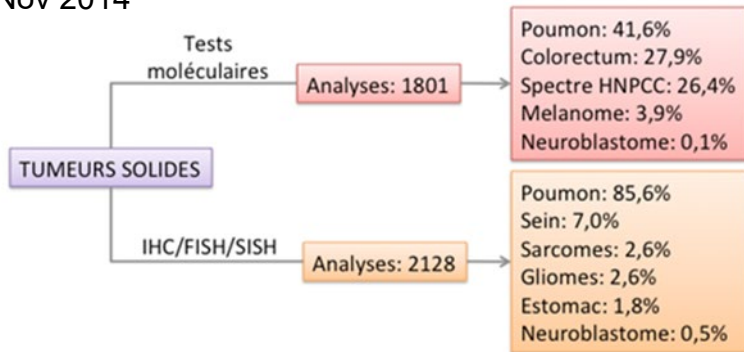 Nov 2014
Tests
moléculaires
Analyses: 1801
Poumon: 41,6%
Colorectum: 27,9%
Spectre HNPCC: 26,4%
Melanome: 3,9%
Neuroblastome: 0,1%
TUMEURS SOLIDES
IHC/FISH/SISH
Analyses: 2128
Poumon: 85,6%
Sein: 7,0%
Sarcomes: 2,6%
Gliomes: 2,6%
Estomac: 1,8%
Neuroblastome: 0,5%